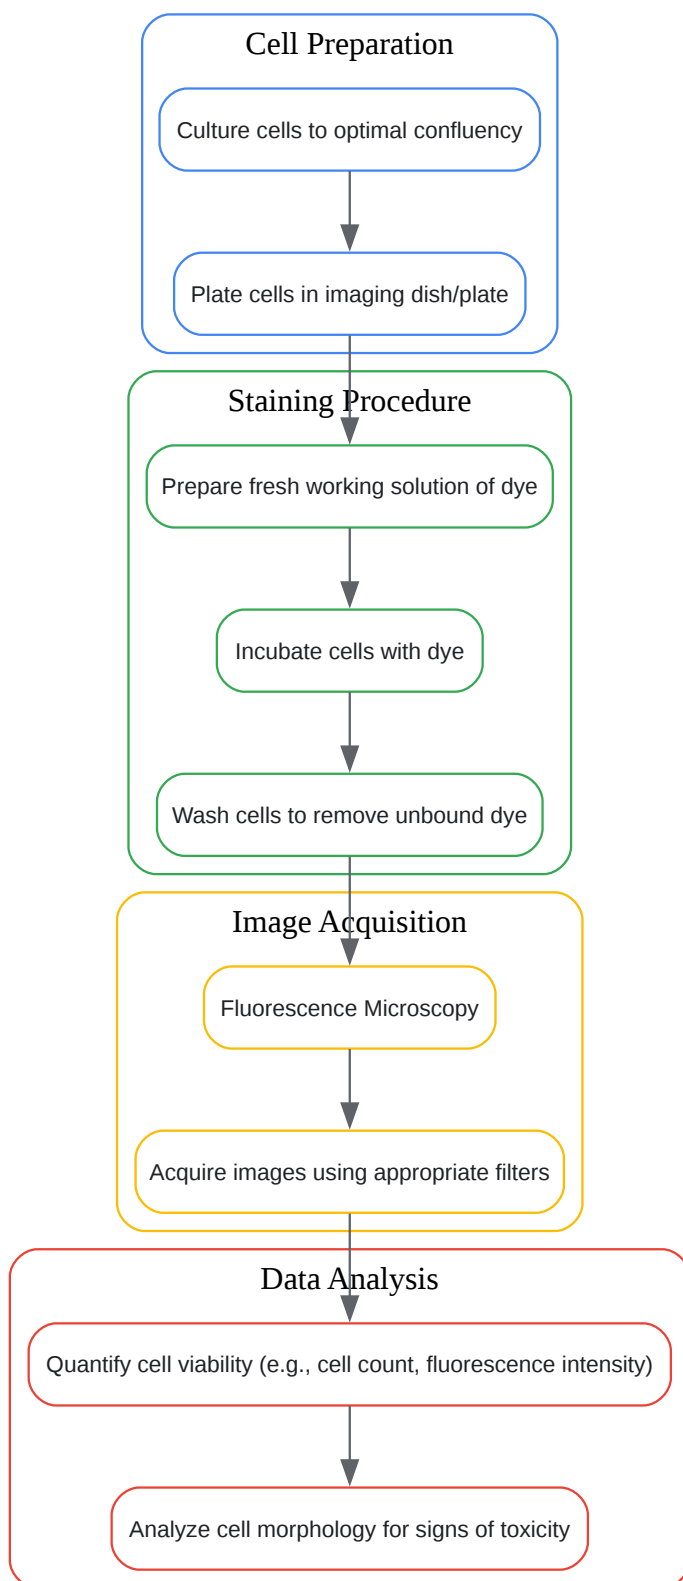 Cell Preparation
Culture cells to optimal confluency
Plate cells in imaging dish/plate
Staining Procedure
Prepare fresh working solution of dye
Incubate cells with dye
Wash cells to remove unbound dye
Image Acquisition
Fluorescence Microscopy
Acquire images using appropriate filters
Data Analysis
Quantify cell viability (e.g., cell count, fluorescence intensity)
Analyze cell morphology for signs of toxicity